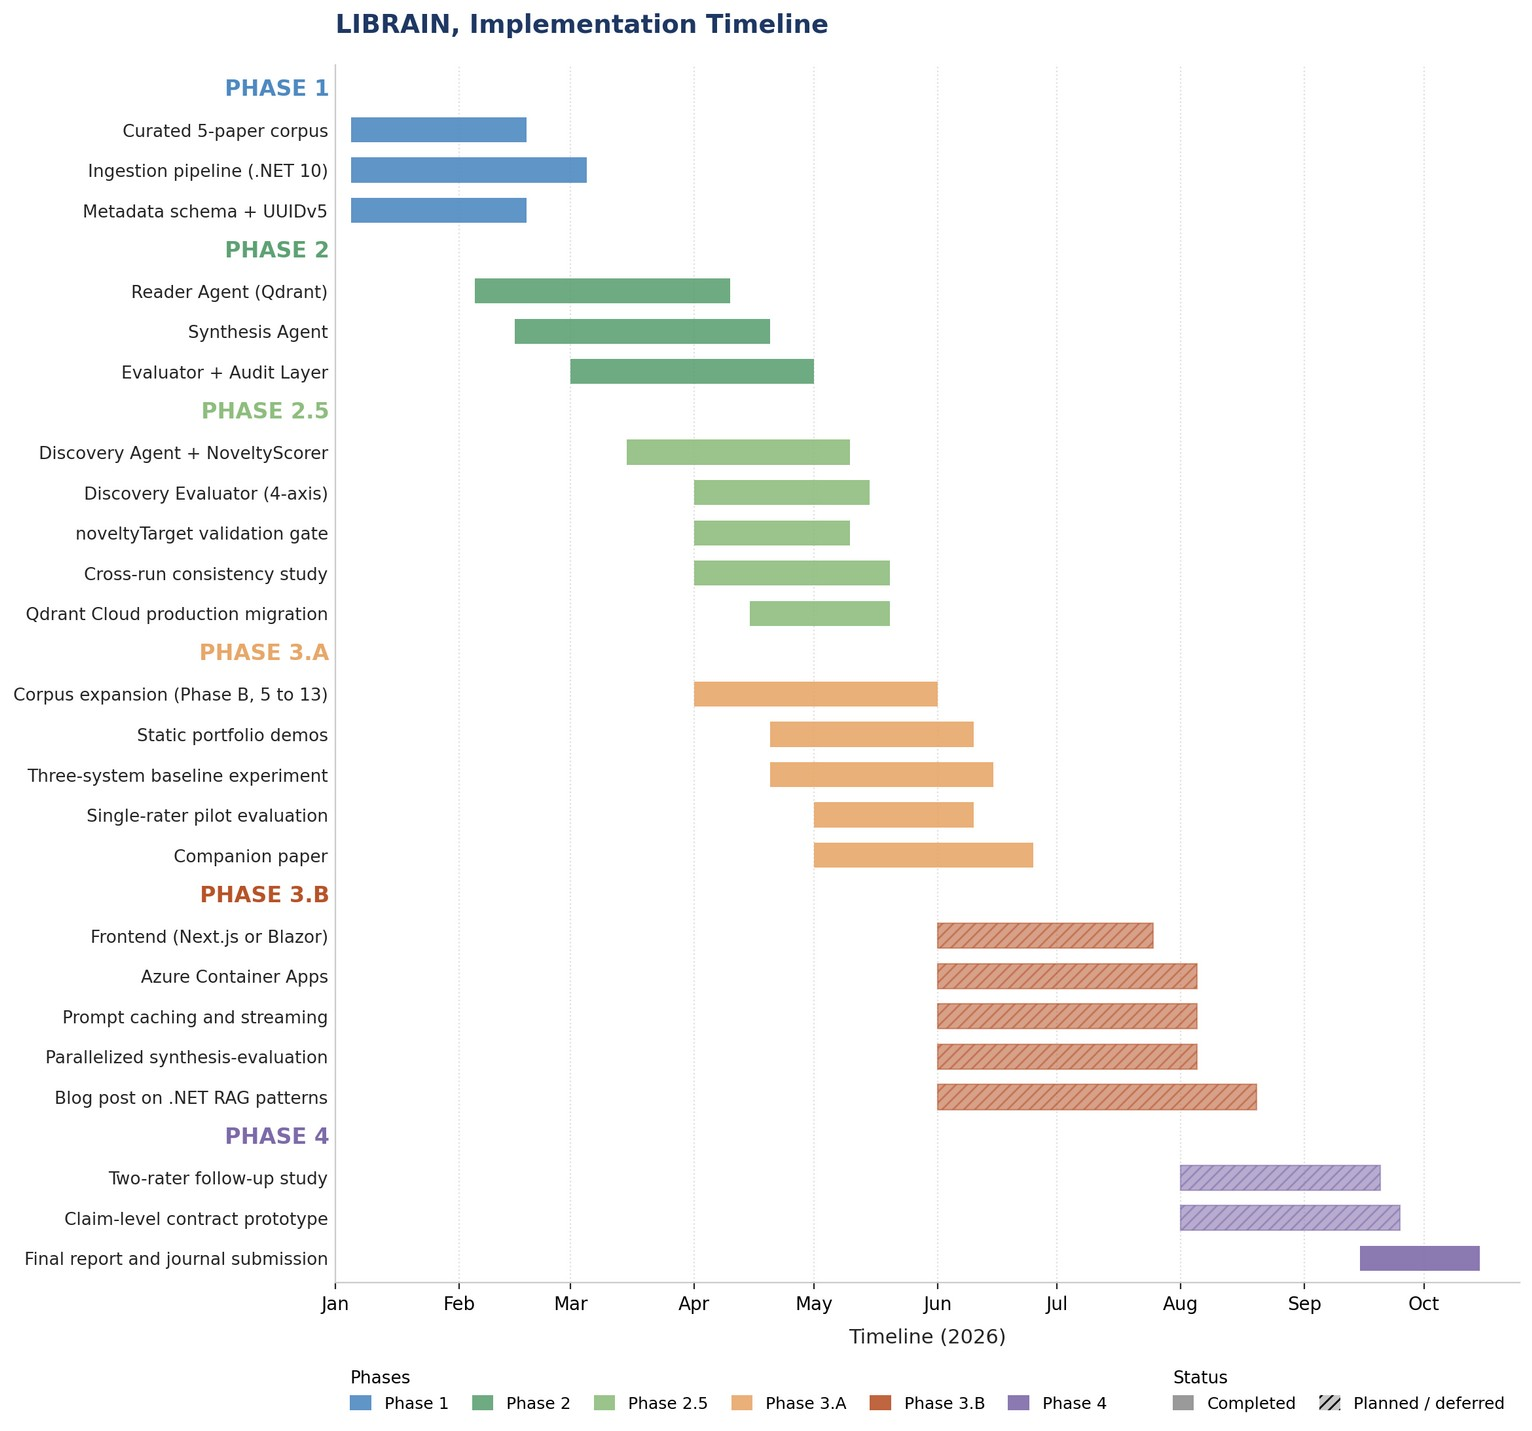 LIBRAIN, Implementation Timeline
PHASE 1
Curated 5-paper corpus
Ingestion pipeline (.NET 10)
Metadata schema + UUIDv5
PHASE 2
Reader Agent (Qdrant)
Synthesis Agent
Evaluator + Audit Layer
PHASE 2.5
Discovery Agent + NoveltyScorer
Discovery Evaluator (4-axis)
noveltyTarget validation gate
Cross-run consistency study
Qdrant Cloud production migration
PHASE 3.A
Corpus expansion (Phase B, 5 to 13)
Static portfolio demos
Three-system baseline experiment
Single-rater pilot evaluation
Companion paper
PHASE 3.B
Frontend (Next.js or Blazor)
Azure Container Apps
Prompt caching and streaming
Parallelized synthesis-evaluation
Blog post on .NET RAG patterns
PHASE 4
Two-rater follow-up study
Claim-level contract prototype
Final report and journal submission
Jan Feb Mar Apr May Jun Jul Aug Sep Oct
Timeline (2026)
Phases
Phase 1 Phase 2 Phase 2.5 Phase 3.A Phase 3.B Phase 4
Status
Completed Planned / deferred